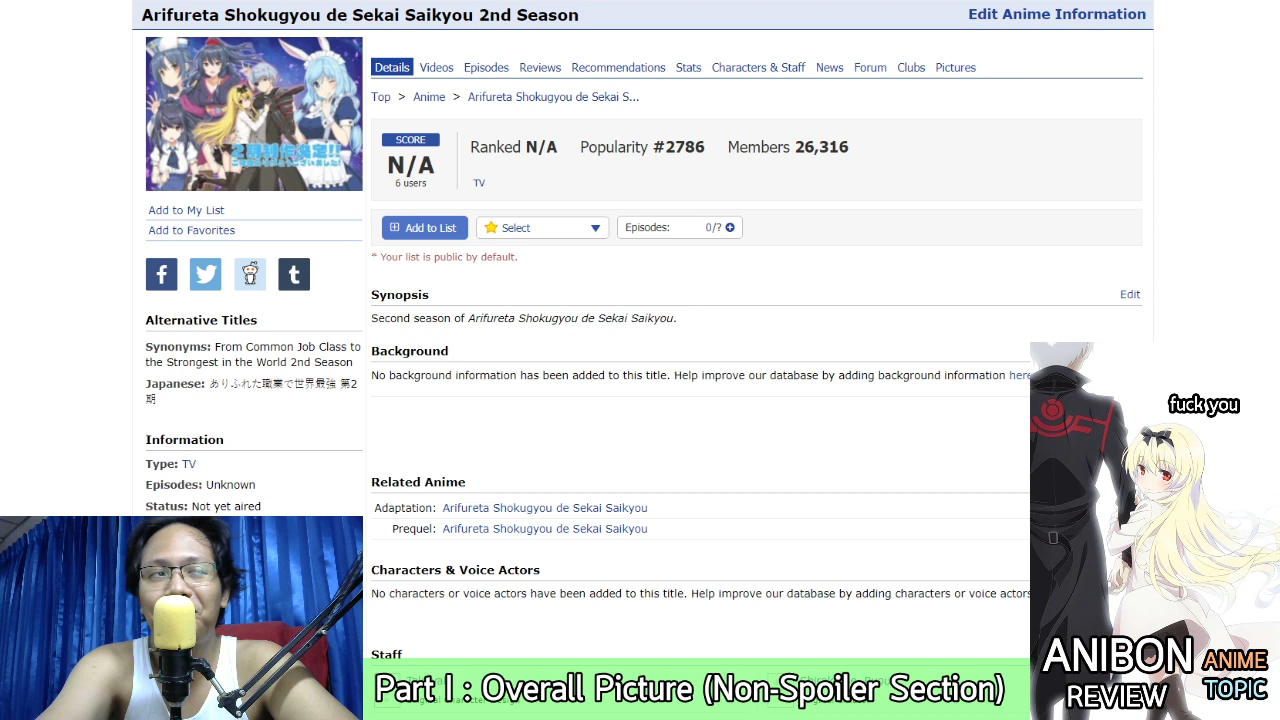 Arifureta Shokugyou de Sekai Saikyou 2nd Season
Edit Anime Information
Details Videos Episodes Reviews Recommendations Stats Characters & Staff News Forum Clubs Pictures
Top > Anime > Arifureta Shokugyou de Sekai S...
SCORE
N/A
6 users
Ranked N/A Popularity #2786 Members 26,316
TV
Add to My List
Add to Favorites
Add to List Select Episodes: 0/?
* Your list is public by default.
f t
Synopsis Edit
Second season of Arifureta Shokugyou de Sekai Saikyou.
Alternative Titles
Synonyms: From Common Job Class to
the Strongest in the World 2nd Season
Japanese: ありふれた職業で世界最強 第2
期
Background
No background information has been added to this title. Help improve our database by adding background information here
Information
Type: TV
Episodes: Unknown
Status: Not yet aired
Related Anime
Adaptation: Arifureta Shokugyou de Sekai Saikyou
Prequel: Arifureta Shokugyou de Sekai Saikyou
Characters & Voice Actors
No characters or voice actors have been added to this title. Help improve our database by adding characters or voice actors
Staff
Part I : Overall Picture (Non-Spoiler Section)
fuck you
ANIBON ANIME
REVIEW TOPIC